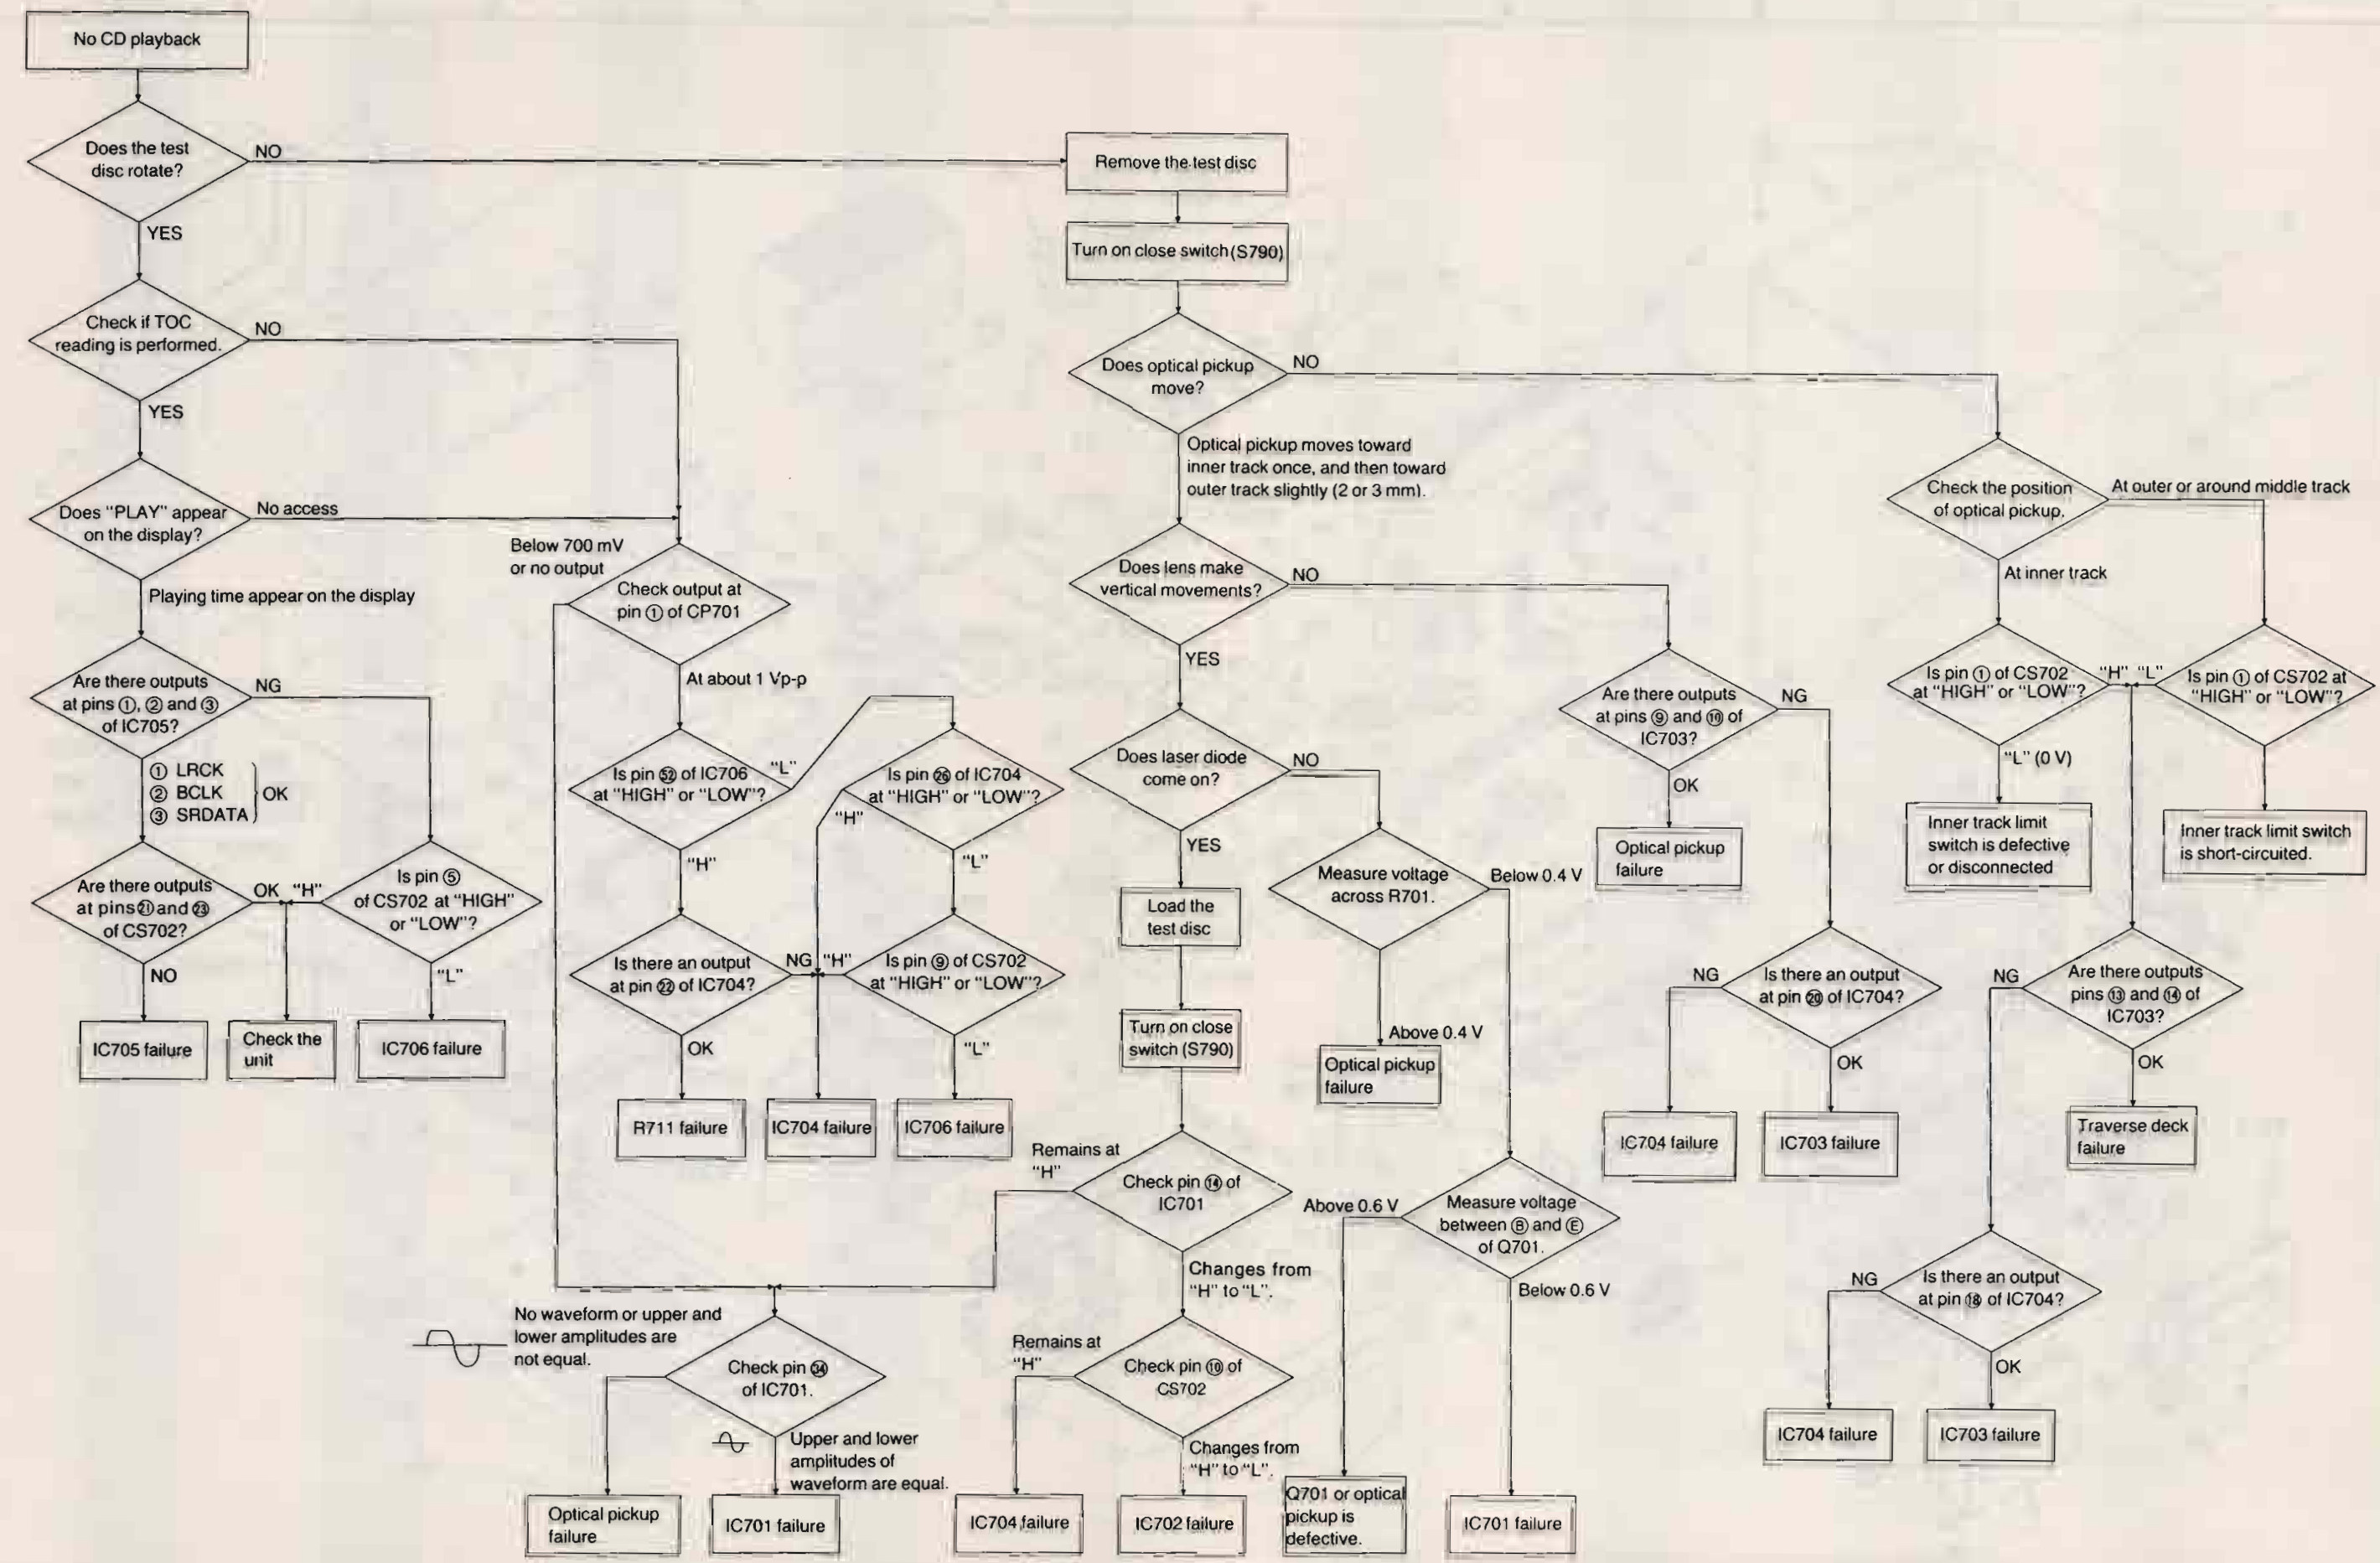 No CD playback
Does the test
disc rotate?
NO
YES
Check if TOC
reading is performed.
NO
YES
Does "PLAY" appear
on the display?
No access
Playing time appear on the display
Are there outputs
at pins ①, ② and ③
of IC705?
NG
① LRCK
② BCLK
③ SRDATA
OK
Are there outputs
at pins ㉑ and ㉓
of CS702?
OK
"H"
Is pin ⑤
of CS702 at "HIGH"
or "LOW"?
NO
"L"
IC705 failure
Check the
unit
IC706 failure
Below 700 mV
or no output
Check output at
pin ① of CP701
At about 1 Vp-p
Is pin ㊾ of IC706
at "HIGH" or "LOW"?
"L"
Is pin ㉖ of IC704
at "HIGH" or "LOW"?
"H"
"H"
"L"
Is there an output
at pin ㉒ of IC704?
NG
"H"
Is pin ⑨ of CS702
at "HIGH" or "LOW"?
OK
"L"
R711 failure
IC704 failure
IC706 failure
No waveform or upper and
lower amplitudes are
not equal.
Check pin ㉞
of IC701.
Upper and lower
amplitudes of
waveform are equal.
Optical pickup
failure
IC701 failure
Remove the test disc
Turn on close switch (S790)
Does optical pickup
move?
NO
Optical pickup moves toward
inner track once, and then toward
outer track slightly (2 or 3 mm).
Does lens make
vertical movements?
NO
YES
Does laser diode
come on?
NO
YES
Load the
test disc
Turn on close
switch (S790)
Remains at
"H"
Check pin ⑭ of
IC701
Changes from
"H" to "L".
Remains at
"H"
Check pin ⑩ of
CS702
Changes from
"H" to "L".
IC704 failure
IC702 failure
Measure voltage
across R701.
Below 0.4 V
Above 0.4 V
Optical pickup
failure
Above 0.6 V
Measure voltage
between Ⓑ and Ⓔ
of Q701.
Below 0.6 V
Q701 or optical
pickup is
defective.
IC701 failure
Are there outputs
at pins ⑨ and ⑩ of
IC703?
NG
OK
Optical pickup
failure
NG
Is there an output
at pin ⑳ of IC704?
OK
IC704 failure
IC703 failure
Check the position
of optical pickup.
At outer or around middle track
At inner track
Is pin ① of CS702
at "HIGH" or "LOW"?
"H"
"L"
Is pin ① of CS702 at
"HIGH" or "LOW"?
"L" (0 V)
Inner track limit
switch is defective
or disconnected
Inner track limit switch
is short-circuited.
NG
Are there outputs
pins ⑬ and ⑭ of
IC703?
OK
Traverse deck
failure
NG
Is there an output
at pin ⑱ of IC704?
OK
IC704 failure
IC703 failure